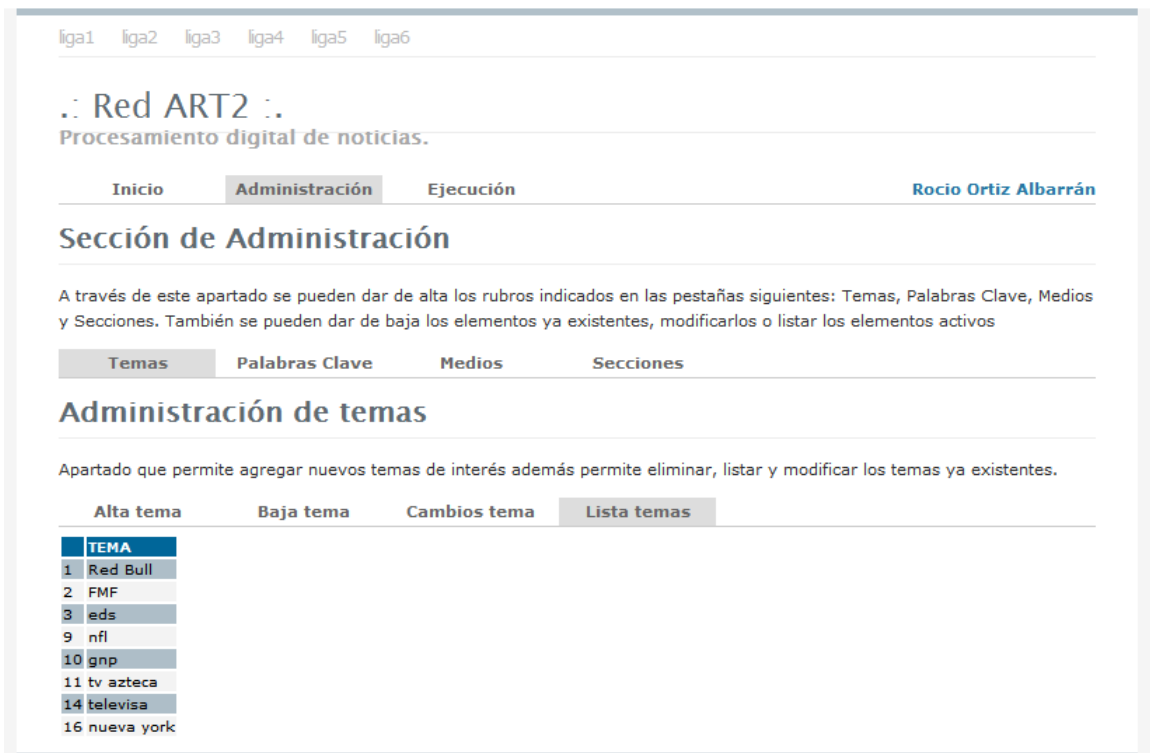 liga1 liga2 liga3 liga4 liga5 liga6
.: Red ART2 :.
Procesamiento digital de noticias.
Inicio Administración Ejecución Rocio Ortiz Albarrán
Sección de Administración
A través de este apartado se pueden dar de alta los rubros indicados en las pestañas siguientes: Temas, Palabras Clave, Medios
y Secciones. También se pueden dar de baja los elementos ya existentes, modificarlos o listar los elementos activos
Temas Palabras Clave Medios Secciones
Administración de temas
Apartado que permite agregar nuevos temas de interés además permite eliminar, listar y modificar los temas ya existentes.
Alta tema Baja tema Cambios tema Lista temas
TEMA
1 Red Bull
2 FMF
3 eds
9 nfl
10 gnp
11 tv azteca
14 televisa
16 nueva york